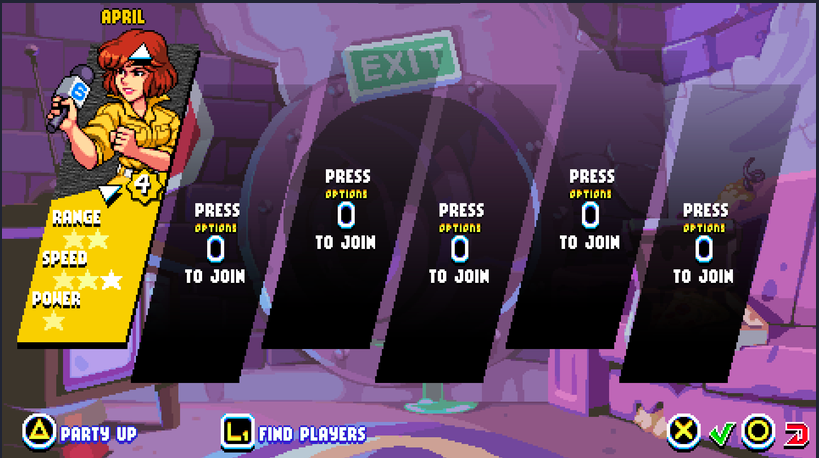 APRIL
EXIT
6
4
RANGE
SPEED
POWER
PRESS
OPTIONS
TO JOIN
PRESS
OPTIONS
TO JOIN
PRESS
OPTIONS
TO JOIN
PRESS
OPTIONS
TO JOIN
PRESS
OPTIONS
TO JOIN
PARTY UP
L1 FIND PLAYERS